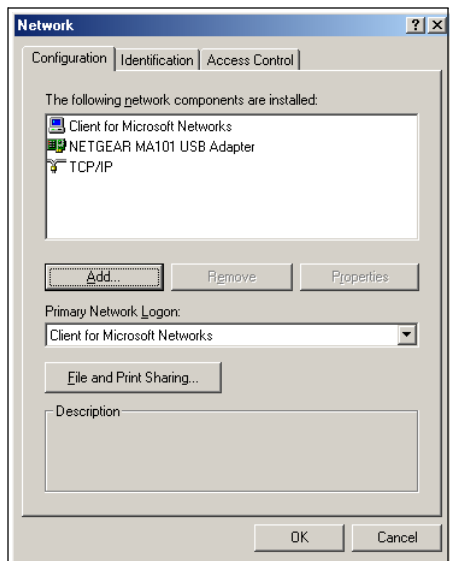 Network
Configuration Identification Access Control
The following network components are installed:
Client for Microsoft Networks
NETGEAR MA101 USB Adapter
TCP/IP
Add... Remove Properties
Primary Network Logon:
Client for Microsoft Networks
File and Print Sharing...
Description
OK Cancel